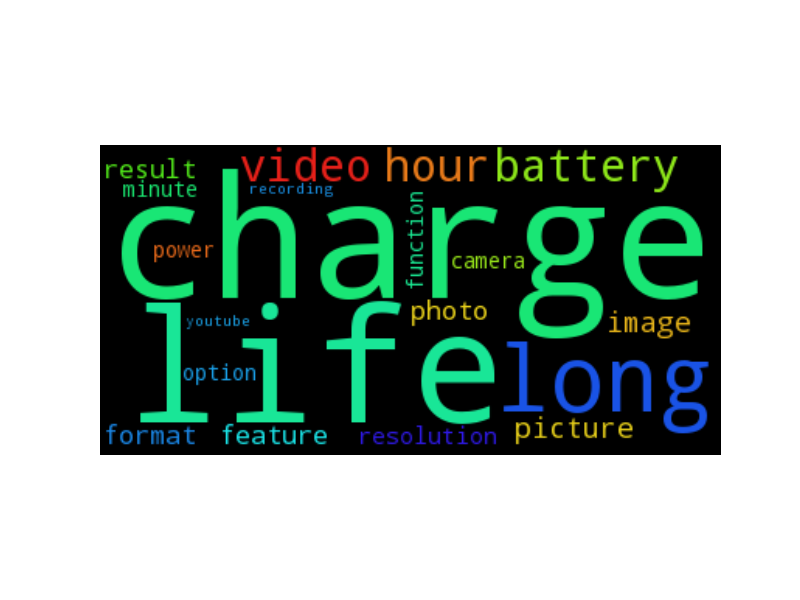 result
video
hour
battery
minute
recording
charge
function
power
camera
life
photo
youtube
image
long
option
format
feature
resolution
picture